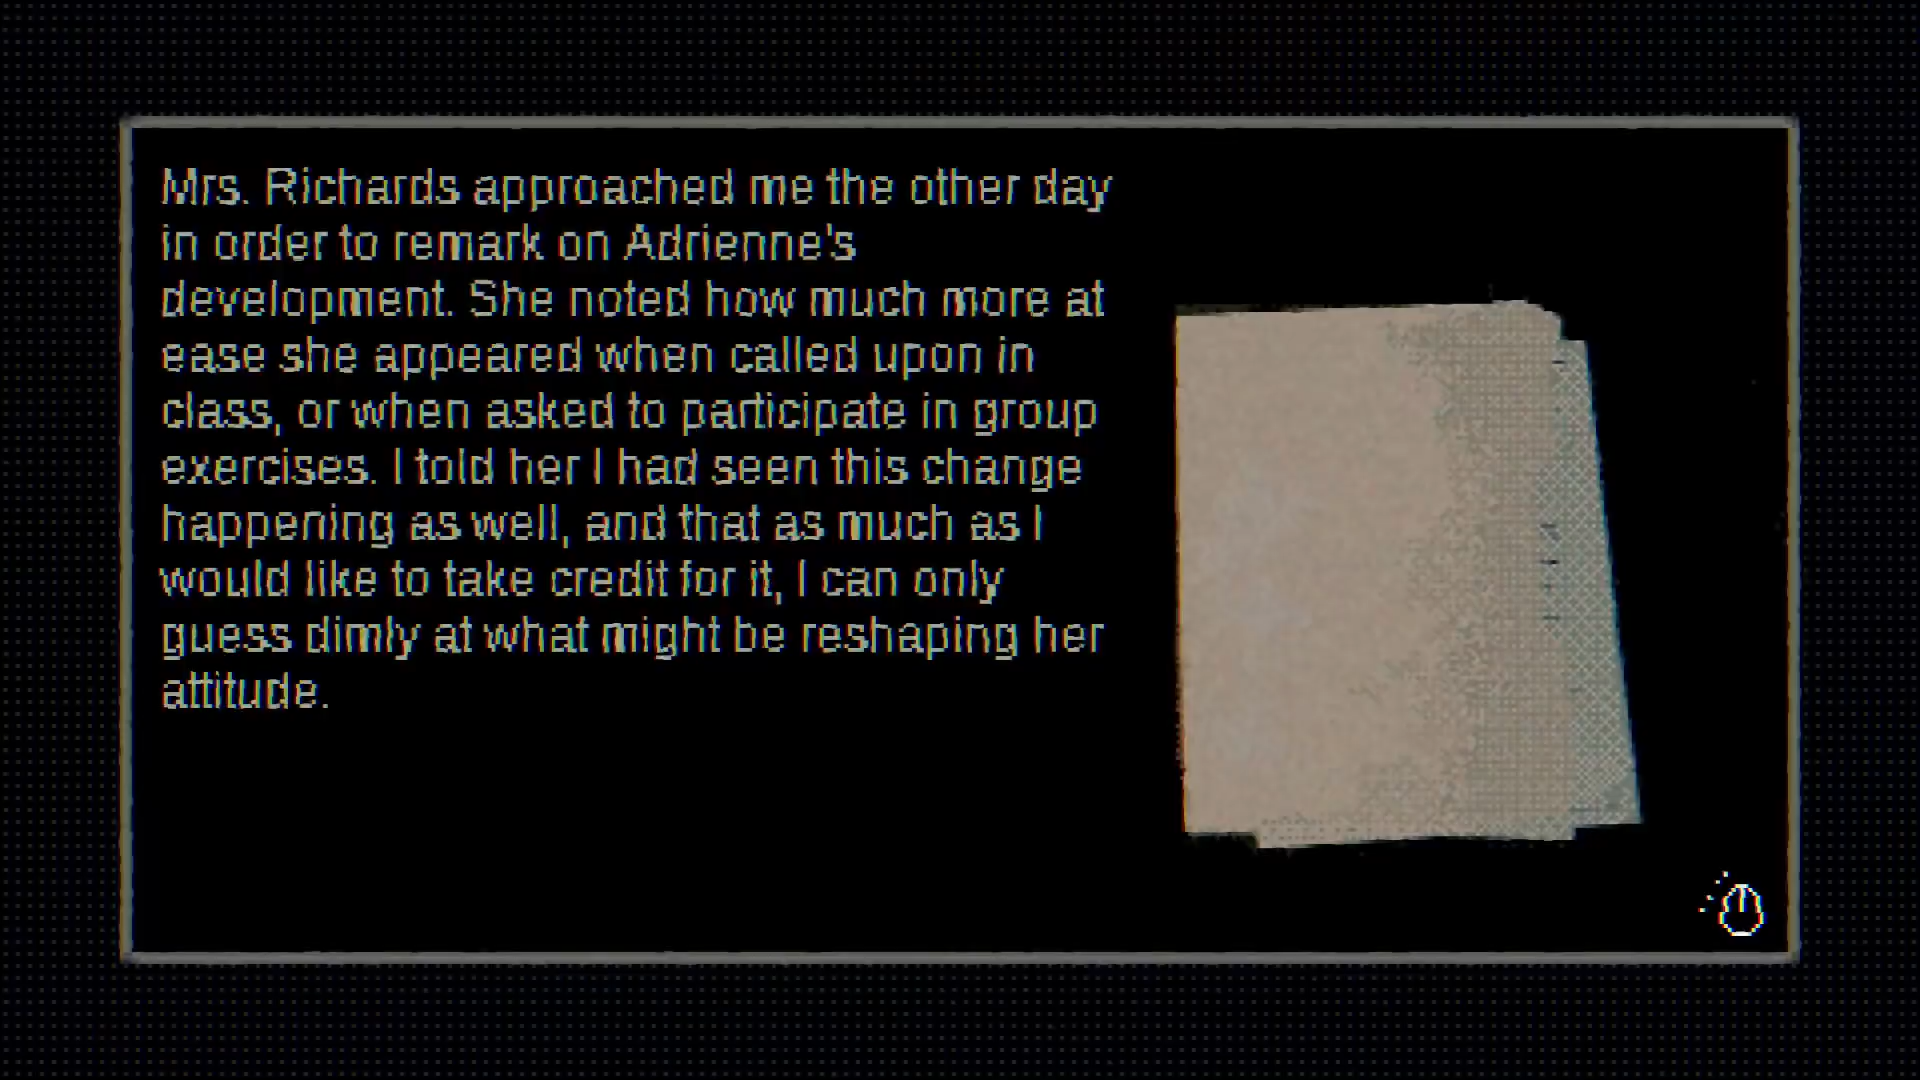 Mrs. Richards approached me the other day
in order to remark on Adrienne's
development. She noted how much more at
ease she appeared when called upon in
class, or when asked to participate in group
exercises. I told her I had seen this change
happening as well, and that as much as I
would like to take credit for it, I can only
guess dimly at what might be reshaping her
attitude.